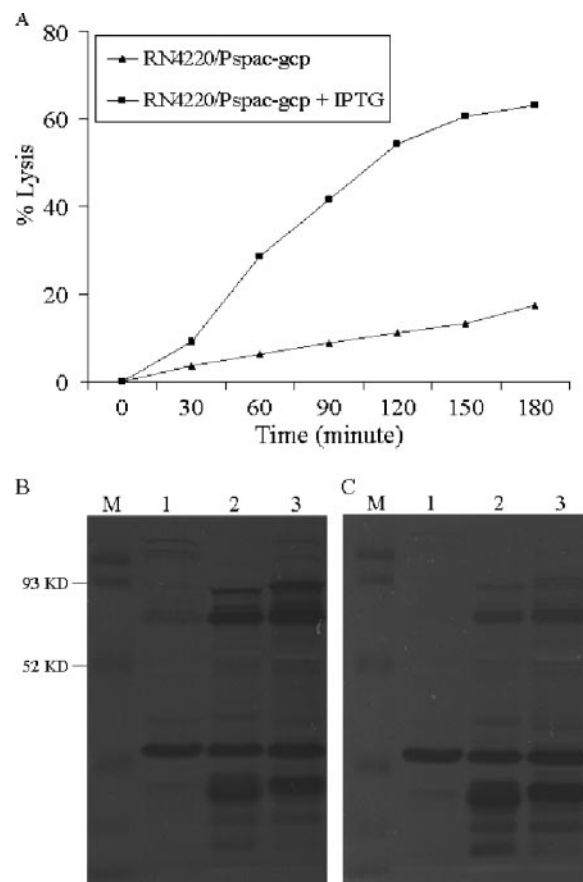 A
80
60
40
20
0
% Lysis
RN4220/Pspac-gcp
RN4220/Pspac-gcp + IPTG
0 30 60 90 120 150 180
Time (minute)
B
M 1 2 3
C
M 1 2 3
93 KD
52 KD